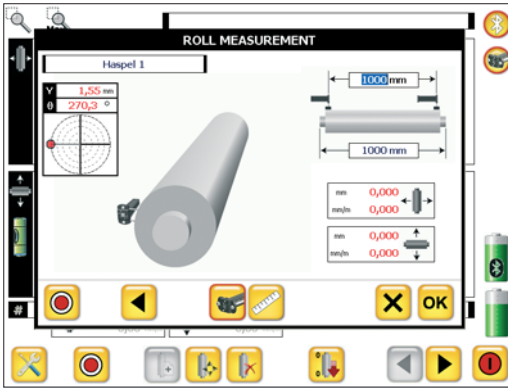 ROLL MEASUREMENT
Haspel 1
Y 1,55 mm
θ 270,3 °
1000 mm
1000 mm
mm 0,000
mm/m 0,000
mm 0,000
mm/m 0,000
X OK
#